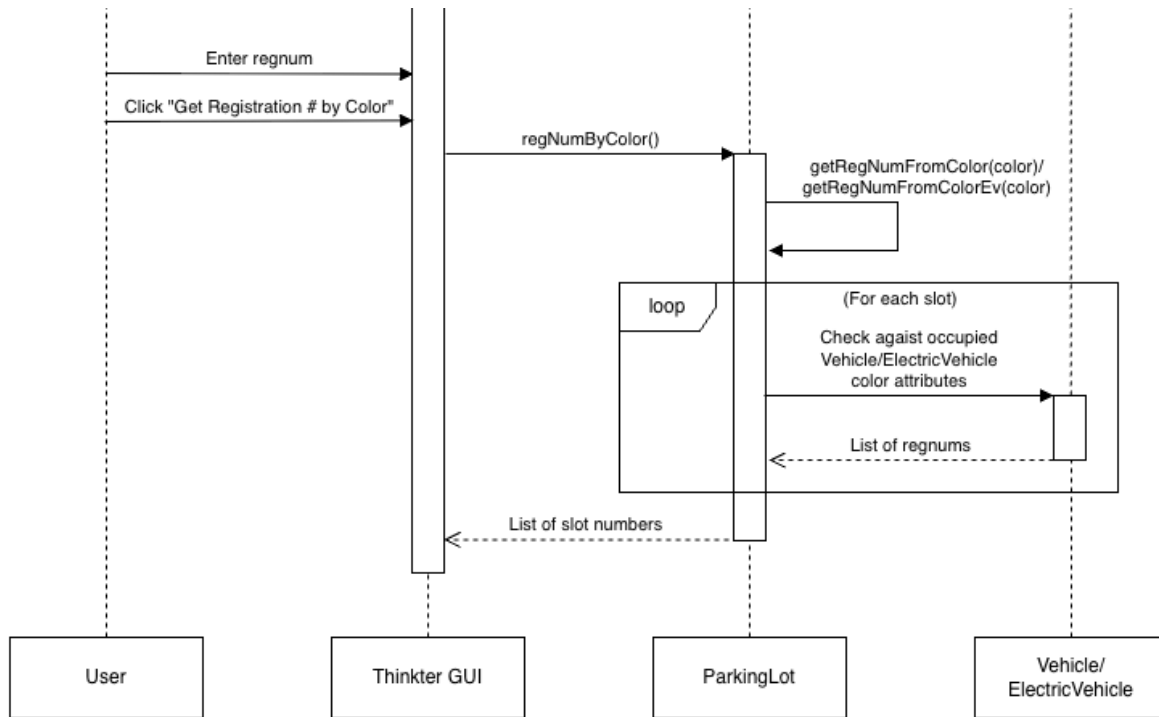 Enter regnum
Click "Get Registration # by Color"
regNumByColor()
getRegNumFromColor(color)/
getRegNumFromColorEv(color)
loop
(For each slot)
Check agaist occupied
Vehicle/ElectricVehicle
color attributes
List of regnums
List of slot numbers
User
Thinkter GUI
ParkingLot
Vehicle/
ElectricVehicle